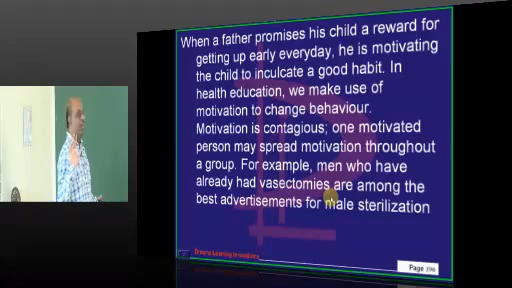 When a father promises his child a reward for
getting up early everyday, he is motivating
the child to inculcate a good habit. In
health education, we make use of
motivation to change behaviour.
Motivation is contagious; one motivated
person may spread motivation throughout
a group. For example, men who have
already had vasectomies are among the
best advertisements for male sterilization
Learning Innovations
Page 396